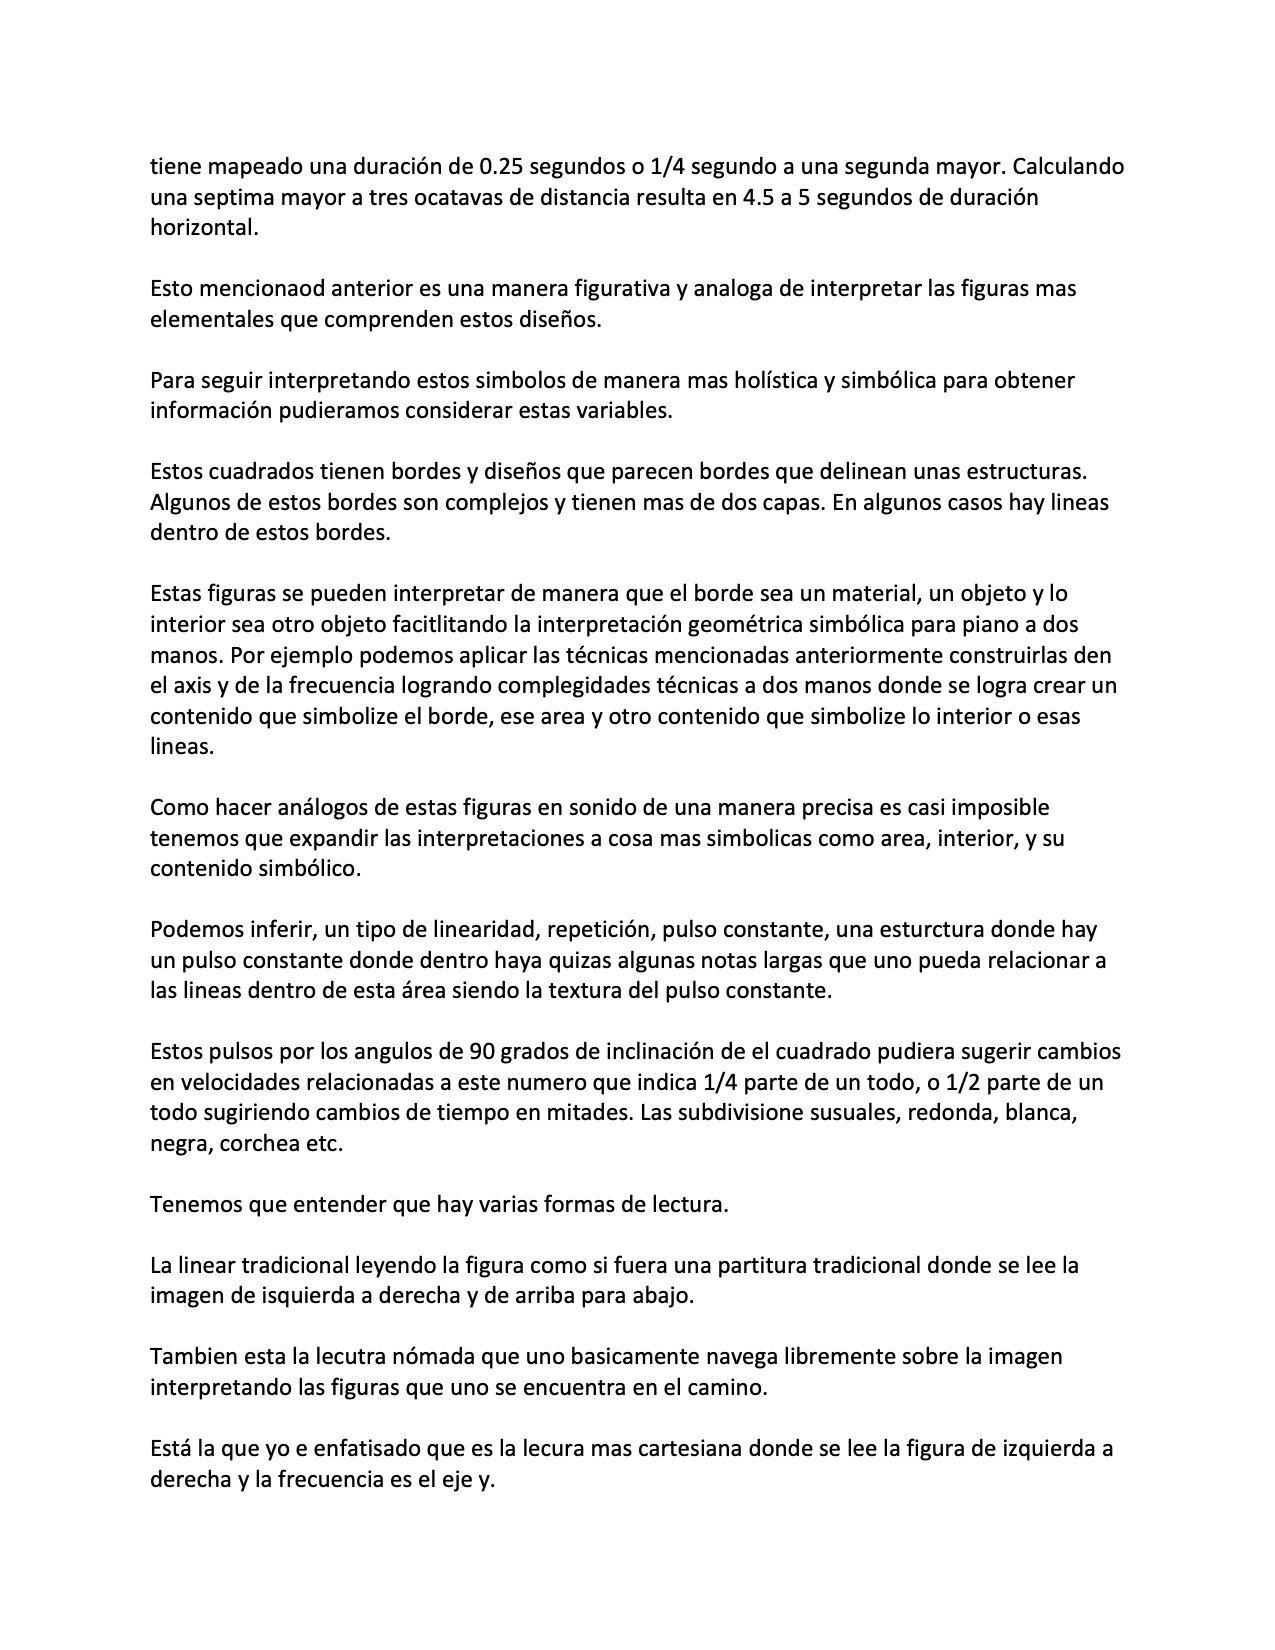 tiene mapeado una duración de 0.25 segundos o 1/4 segundo a una segunda mayor. Calculando
una septima mayor a tres ocatavas de distancia resulta en 4.5 a 5 segundos de duración
horizontal.
Esto mencionaod anterior es una manera figurativa y analoga de interpretar las figuras mas
elementales que comprenden estos diseños.
Para seguir interpretando estos simbolos de manera mas holística y simbólica para obtener
información pudieramos considerar estas variables.
Estos cuadrados tienen bordes y diseños que parecen bordes que delinean unas estructuras.
Algunos de estos bordes son complejos y tienen mas de dos capas. En algunos casos hay lineas
dentro de estos bordes.
Estas figuras se pueden interpretar de manera que el borde sea un material, un objeto y lo
interior sea otro objeto facitlitando la interpretación geométrica simbólica para piano a dos
manos. Por ejemplo podemos aplicar las técnicas mencionadas anteriormente construirlas den
el axis y de la frecuencia logrando complegidades técnicas a dos manos donde se logra crear un
contenido que simbolize el borde, ese area y otro contenido que simbolize lo interior o esas
lineas.
Como hacer análogos de estas figuras en sonido de una manera precisa es casi imposible
tenemos que expandir las interpretaciones a cosa mas simbolicas como area, interior, y su
contenido simbólico.
Podemos inferir, un tipo de linearidad, repetición, pulso constante, una esturctura donde hay
un pulso constante donde dentro haya quizas algunas notas largas que uno pueda relacionar a
las lineas dentro de esta área siendo la textura del pulso constante.
Estos pulsos por los angulos de 90 grados de inclinación de el cuadrado pudiera sugerir cambios
en velocidades relacionadas a este numero que indica 1/4 parte de un todo, o 1/2 parte de un
todo sugiriendo cambios de tiempo en mitades. Las subdivisione susuales, redonda, blanca,
negra, corchea etc.
Tenemos que entender que hay varias formas de lectura.
La linear tradicional leyendo la figura como si fuera una partitura tradicional donde se lee la
imagen de isquierda a derecha y de arriba para abajo.
Tambien esta la lecutra nómada que uno basicamente navega libremente sobre la imagen
interpretando las figuras que uno se encuentra en el camino.
Está la que yo e enfatisado que es la lecura mas cartesiana donde se lee la figura de izquierda a
derecha y la frecuencia es el eje y.